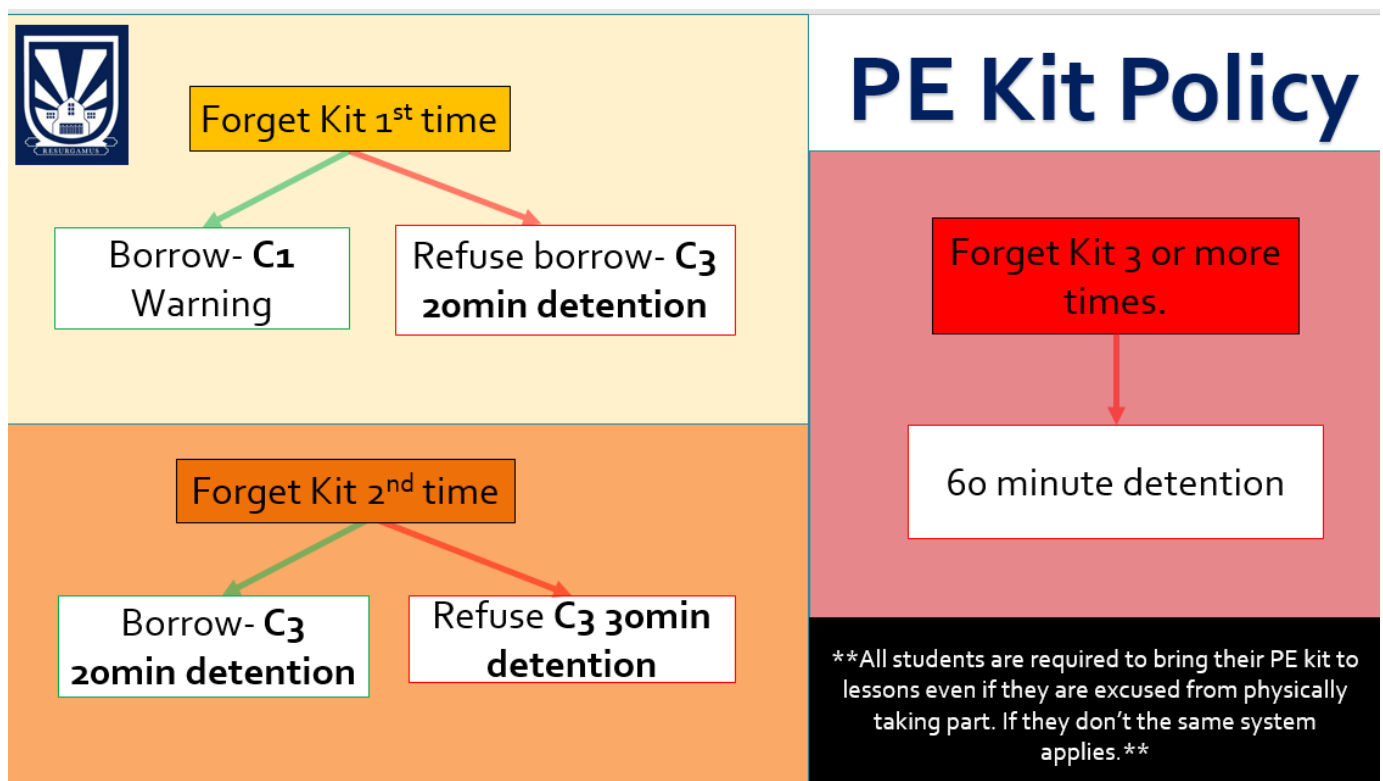 RESURGAMUS
PE Kit Policy
Forget Kit 1st time
Borrow- C1
Warning
Refuse borrow- C3
20min detention
Forget Kit 2nd time
Borrow- C3
20min detention
Refuse C3 30min
detention
Forget Kit 3 or more
times.
60 minute detention
**All students are required to bring their PE kit to
lessons even if they are excused from physically
taking part. If they don’t the same system
applies.**